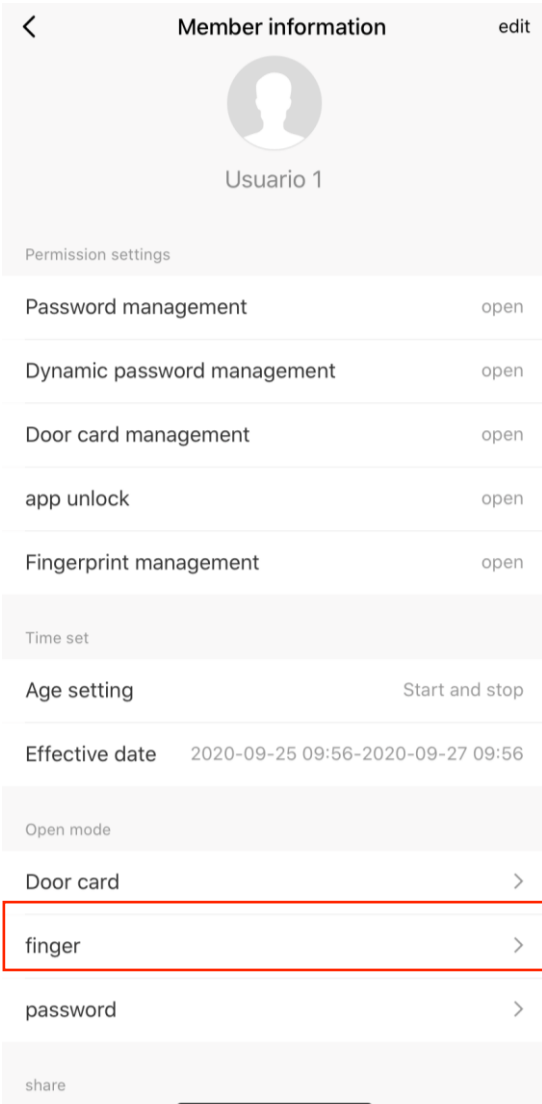 Member information edit
Usuario 1
Permission settings
Password management open
Dynamic password management open
Door card management open
app unlock open
Fingerprint management open
Time set
Age setting Start and stop
Effective date 2020-09-25 09:56-2020-09-27 09:56
Open mode
Door card
finger
password
share